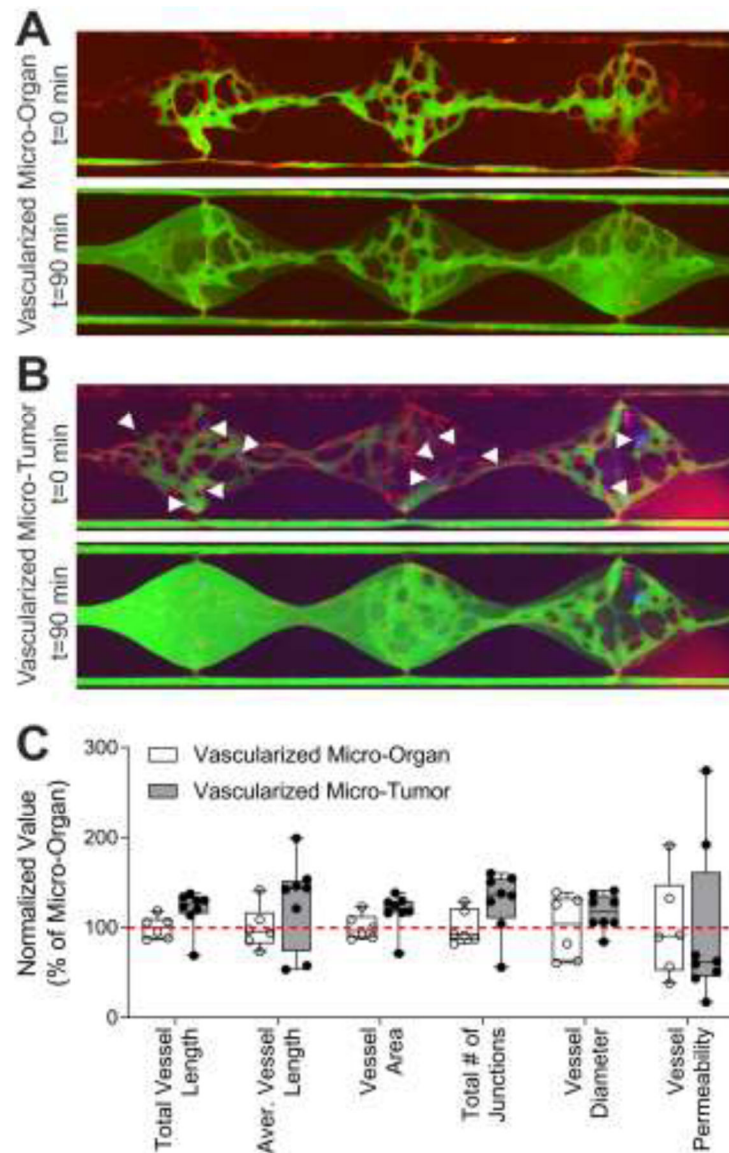 A
Vascularized Micro-Organ
t=0 min
t=90 min
B
Vascularized Micro-Tumor
t=0 min
t=90 min
C
Normalized Value
(% of Micro-Organ)
300
200
100
0
Vascularized Micro-Organ
Vascularized Micro-Tumor
Total Vessel
Length
Aver. Vessel
Length
Vessel
Area
Total # of
Junctions
Vessel
Diameter
Vessel
Permeability